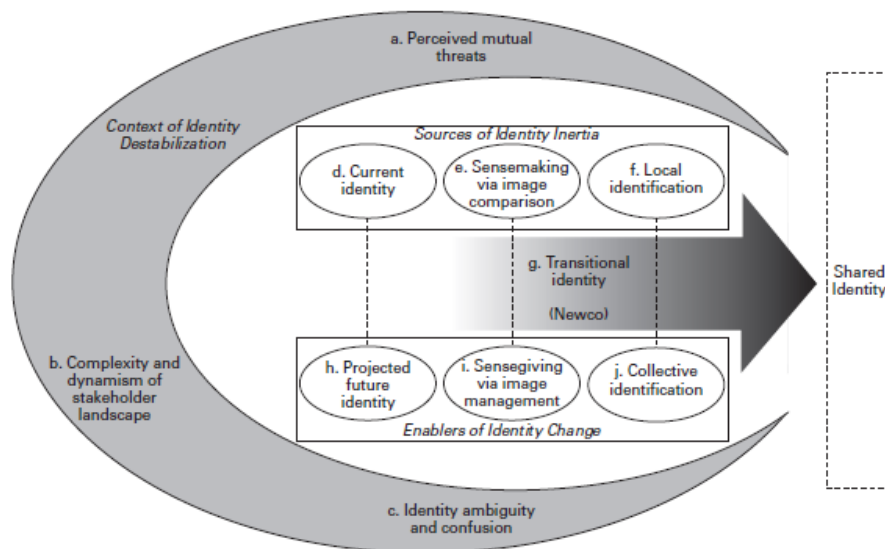 a. Perceived mutual
threats
Context of Identity
Destabilization
Sources of Identity Inertia
d. Current
identity
e. Sensemaking
via image
comparison
f. Local
identification
g. Transitional
identity
(Newco)
Shared
Identity
b. Complexity and
dynamism of
stakeholder
landscape
h. Projected
future
identity
i. Sensegiving
via image
management
j. Collective
identification
Enablers of Identity Change
c. Identity ambiguity
and confusion